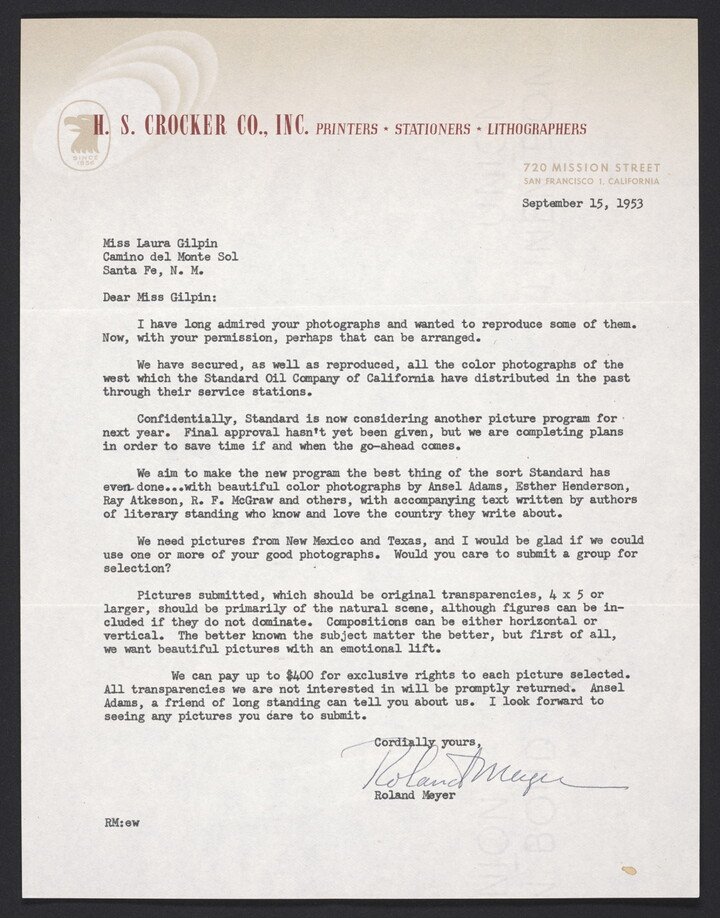 H. S. CROCKER CO., INC. PRINTERS ★ STATIONERS ★ LITHOGRAPHERS
SINCE
1856
720 MISSION STREET
SAN FRANCISCO 1, CALIFORNIA
September 15, 1953
Miss Laura Gilpin
Camino del Monte Sol
Santa Fe, N. M.
Dear Miss Gilpin:
I have long admired your photographs and wanted to reproduce some of them.
Now, with your permission, perhaps that can be arranged.
We have secured, as well as reproduced, all the color photographs of the
west which the Standard Oil Company of California have distributed in the past
through their service stations.
Confidentially, Standard is now considering another picture program for
next year. Final approval hasn't yet been given, but we are completing plans
in order to save time if and when the go-ahead comes.
We aim to make the new program the best thing of the sort Standard has
even done...with beautiful color photographs by Ansel Adams, Esther Henderson,
Ray Atkeson, R. F. McGraw and others, with accompanying text written by authors
of literary standing who know and love the country they write about.
We need pictures from New Mexico and Texas, and I would be glad if we could
use one or more of your good photographs. Would you care to submit a group for
selection?
Pictures submitted, which should be original transparencies, 4 x 5 or
larger, should be primarily of the natural scene, although figures can be in-
cluded if they do not dominate. Compositions can be either horizontal or
vertical. The better known the subject matter the better, but first of all,
we want beautiful pictures with an emotional lift.
We can pay up to $400 for exclusive rights to each picture selected.
All transparencies we are not interested in will be promptly returned. Ansel
Adams, a friend of long standing can tell you about us. I look forward to
seeing any pictures you care to submit.
Cordially yours,
Roland Meyer
Roland Meyer
RM:ew